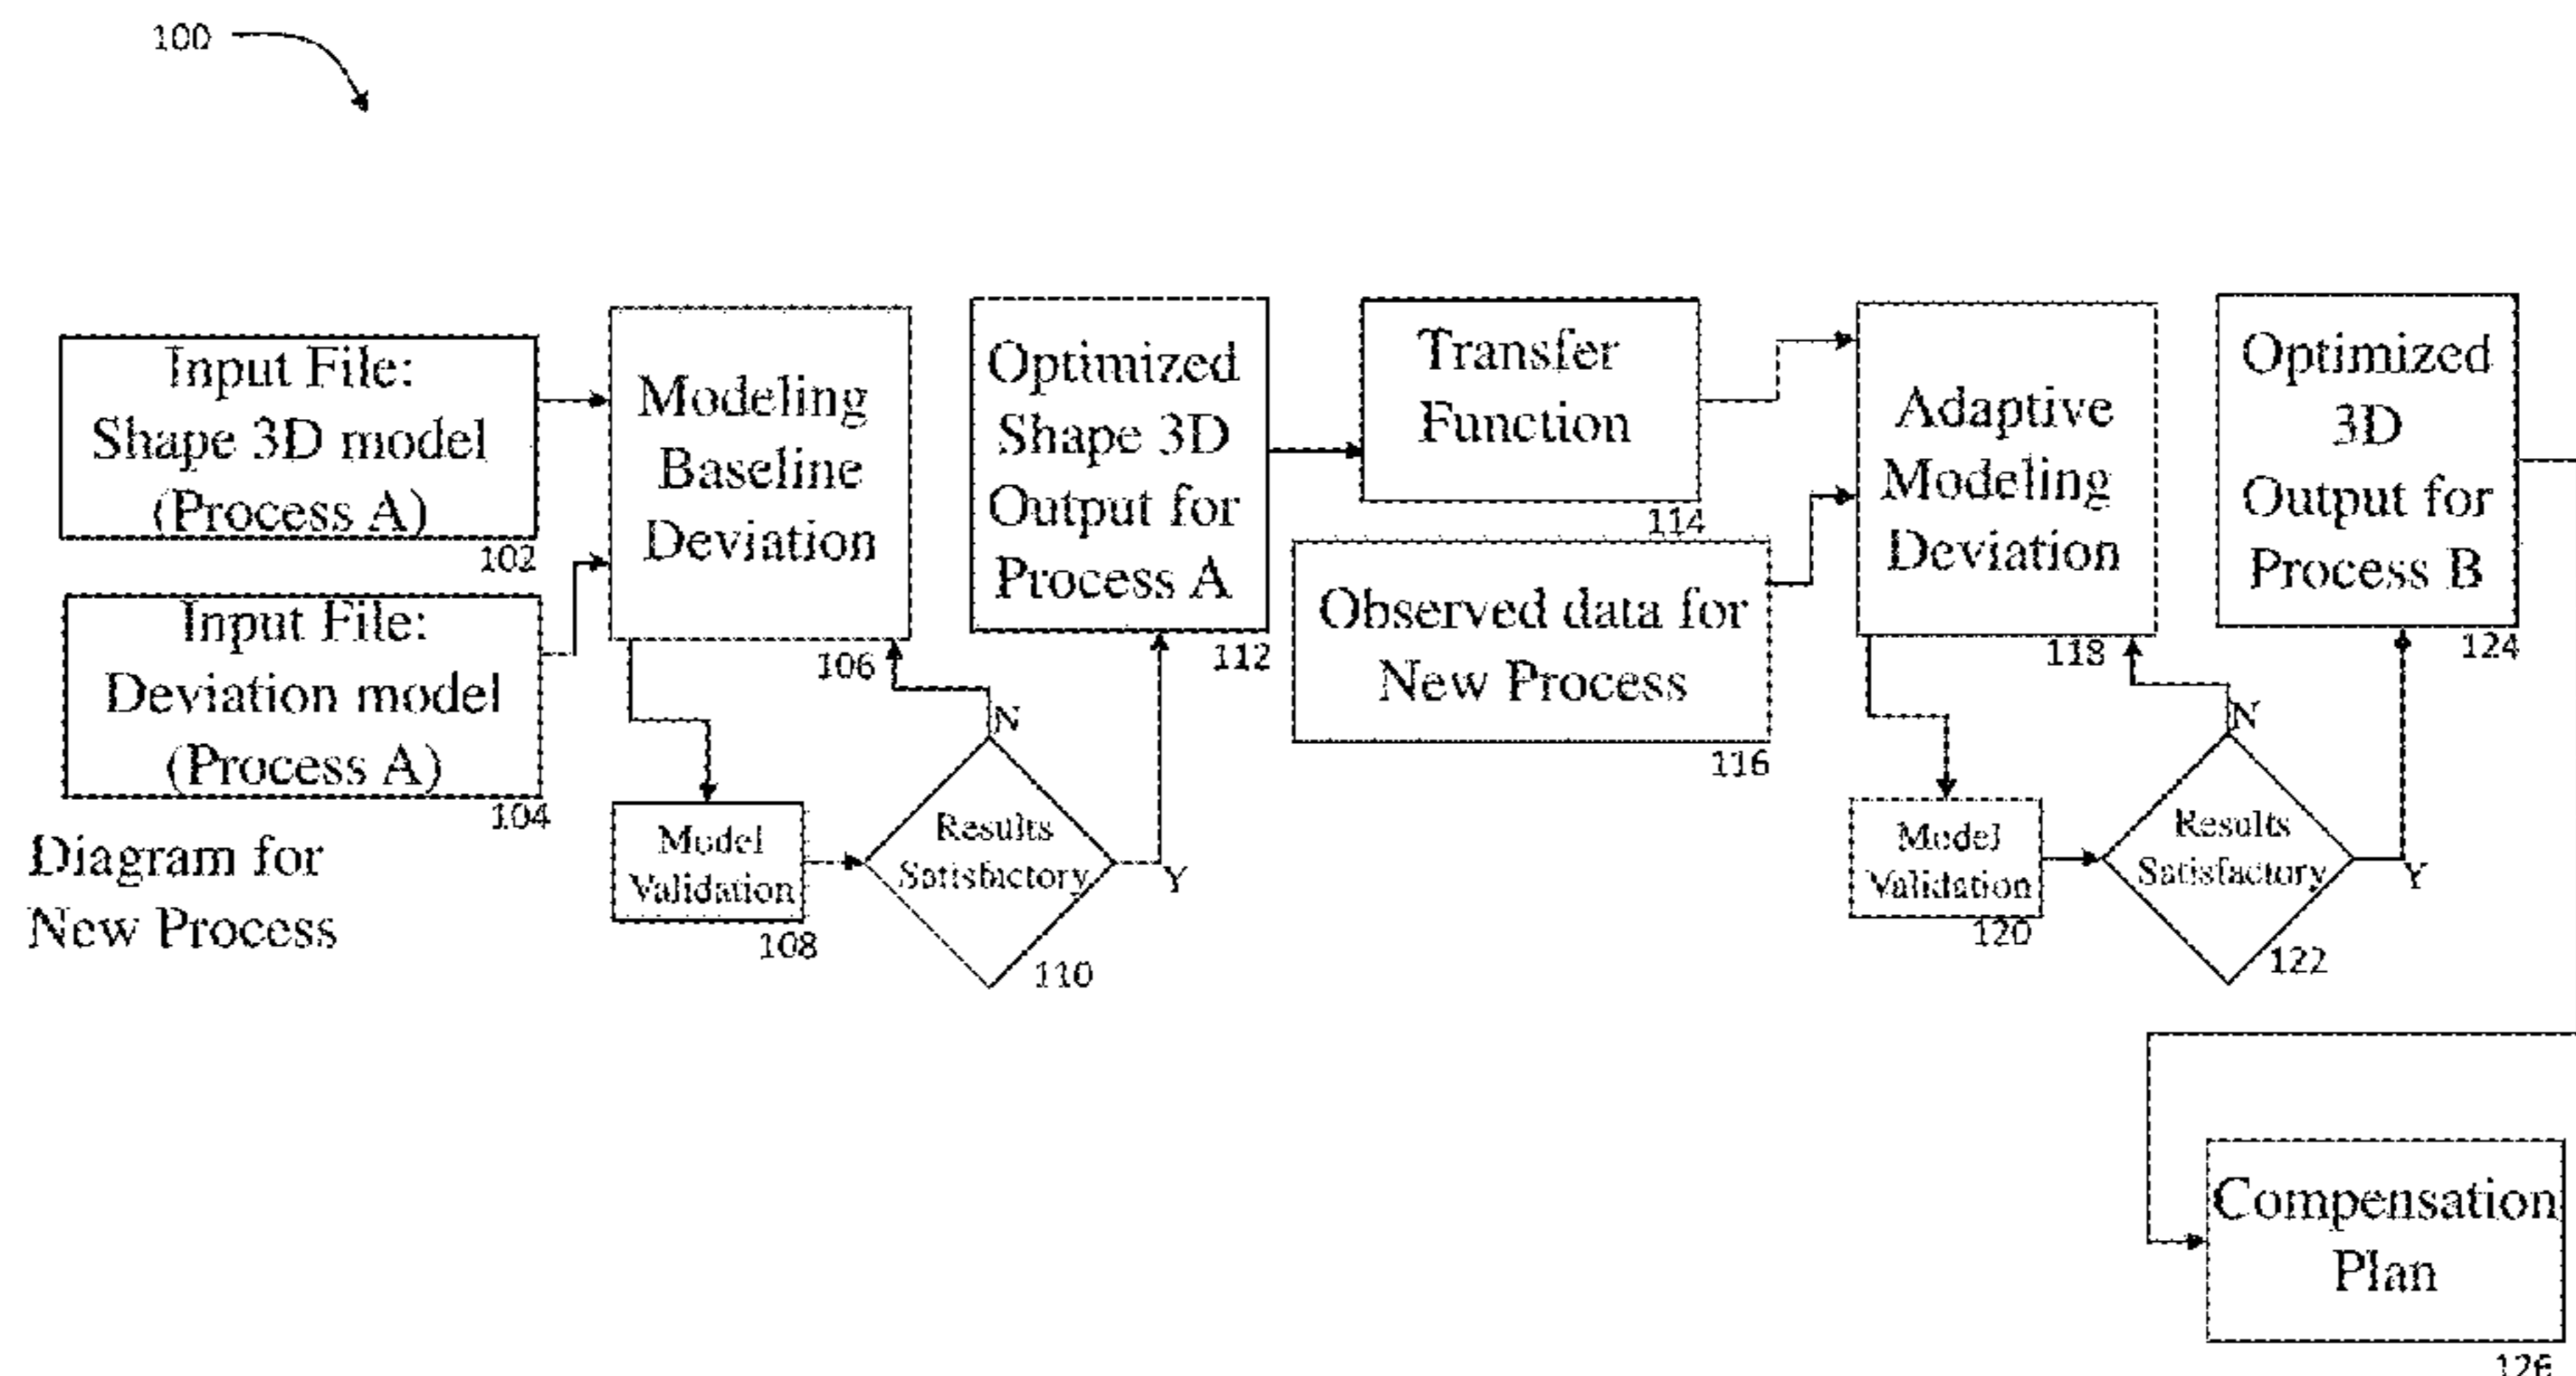 100
Input File:
Shape 3D model
(Process A)
102
Input File:
Deviation model
(Process A)
104
Diagram for
New Process
Modeling
Baseline
Deviation
106
Model
Validation
108
Results
Satisfactory
110
N
Y
Optimized
Shape 3D
Output for
Process A
112
Transfer
Function
114
Observed data for
New Process
116
Adaptive
Modeling
Deviation
118
Model
Validation
120
Results
Satisfactory
122
N
Y
Optimized
3D
Output for
Process B
124
Compensation
Plan
126